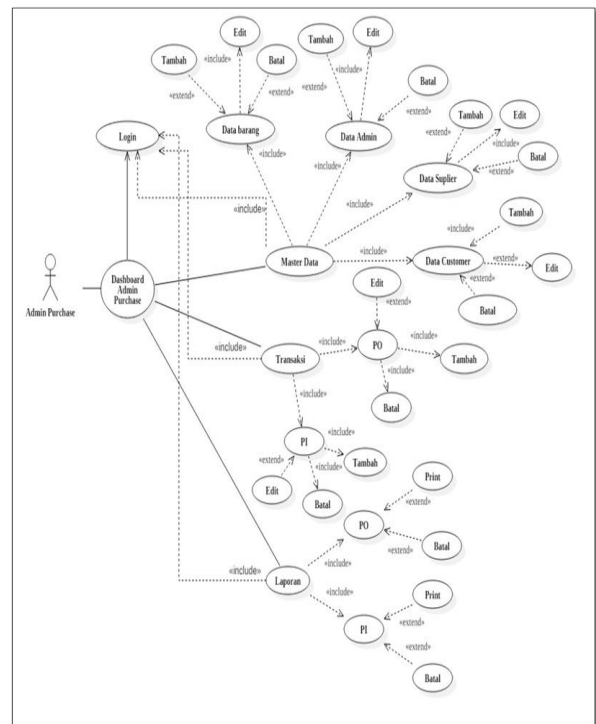 Edit
Edit
Tambah
Tambah
«include»
Batal
«include»
Batal
«extend»
«extend»
«extend»
«extend»
Tambah
Edit
Data barang
Data Admin
«extend»
Login
«include»
«include»
«include»
Batal
«extend»
Data Suplier
«include»
«include»
Tambah
«include»
Master Data
«include»
Data Customer
«extend»
Edit
Dashboard
Admin
Purchase
Edit
«extend»
«extend»
Batal
Admin Purchase
«include»
Transaksi
«include»
PO
«include»
Tambah
«include»
Batal
«include»
PI
«include»
«extend»
«include»
Tambah
Edit
Batal
Print
«extend»
PO
Batal
«extend»
«include»
«include»
Laporan
«include»
Print
«extend»
PI
«extend»
Batal